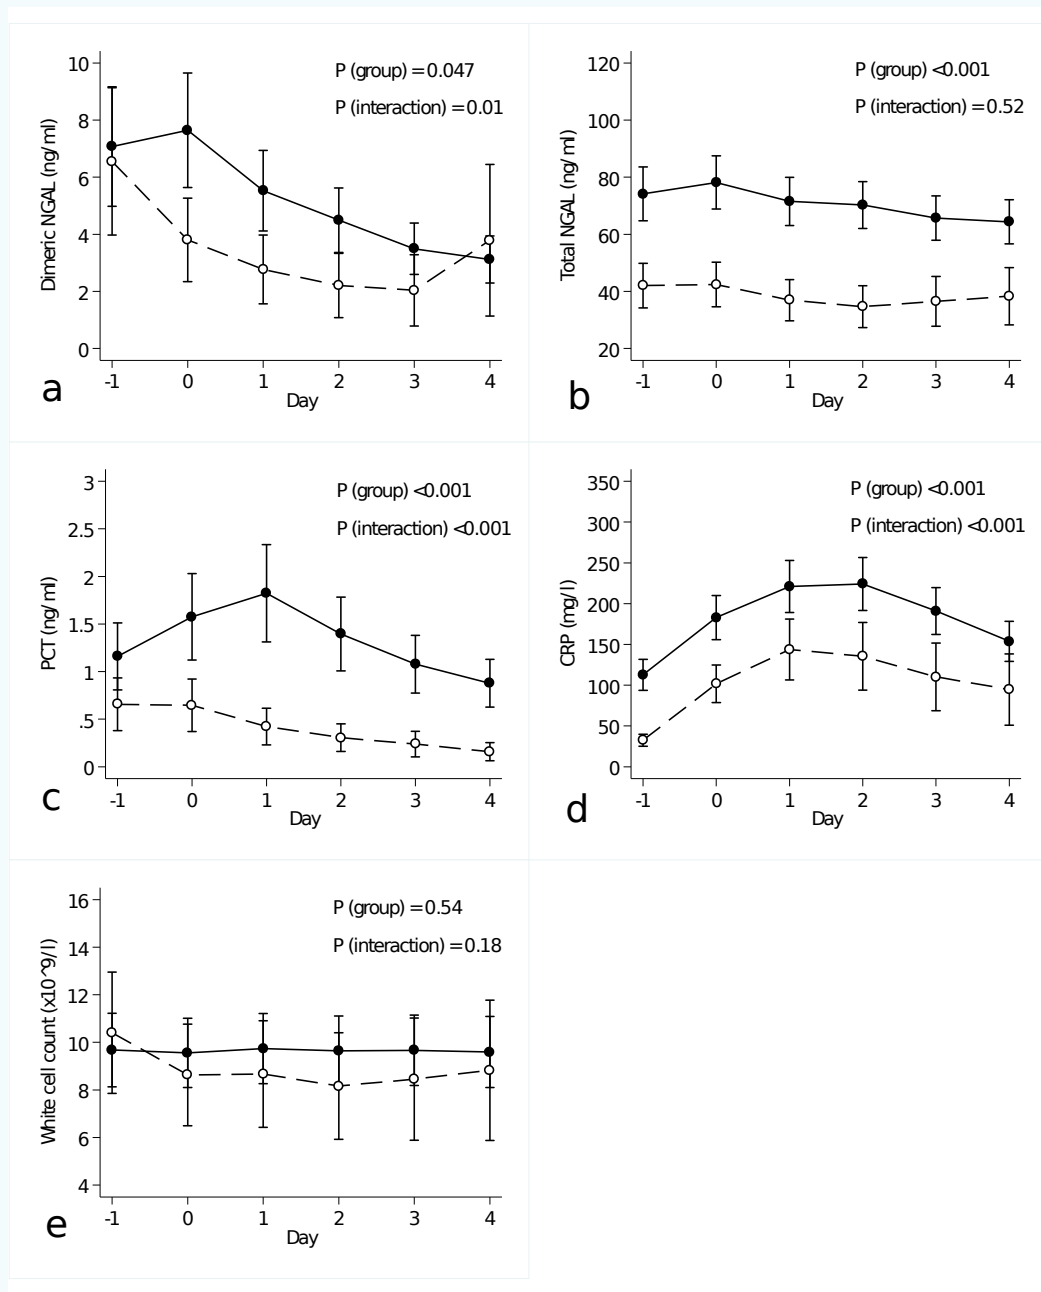 P (group) = 0.047
P (interaction) = 0.01
Dimeric NGAL (ng/ml)
10
8
6
4
2
0
-1 0 1 2 3 4
Day
a
P (group) <0.001
P (interaction) = 0.52
Total NGAL (ng/ml)
120
100
80
60
40
20
-1 0 1 2 3 4
Day
b
P (group) <0.001
P (interaction) <0.001
PCT (ng/ml)
3
2.5
2
1.5
1
.5
0
-1 0 1 2 3 4
Day
c
P (group) <0.001
P (interaction) <0.001
CRP (mg/l)
350
300
250
200
150
100
50
0
-1 0 1 2 3 4
Day
d
P (group) = 0.54
P (interaction) = 0.18
White cell count (x10^9/l)
16
14
12
10
8
6
4
-1 0 1 2 3 4
Day
e